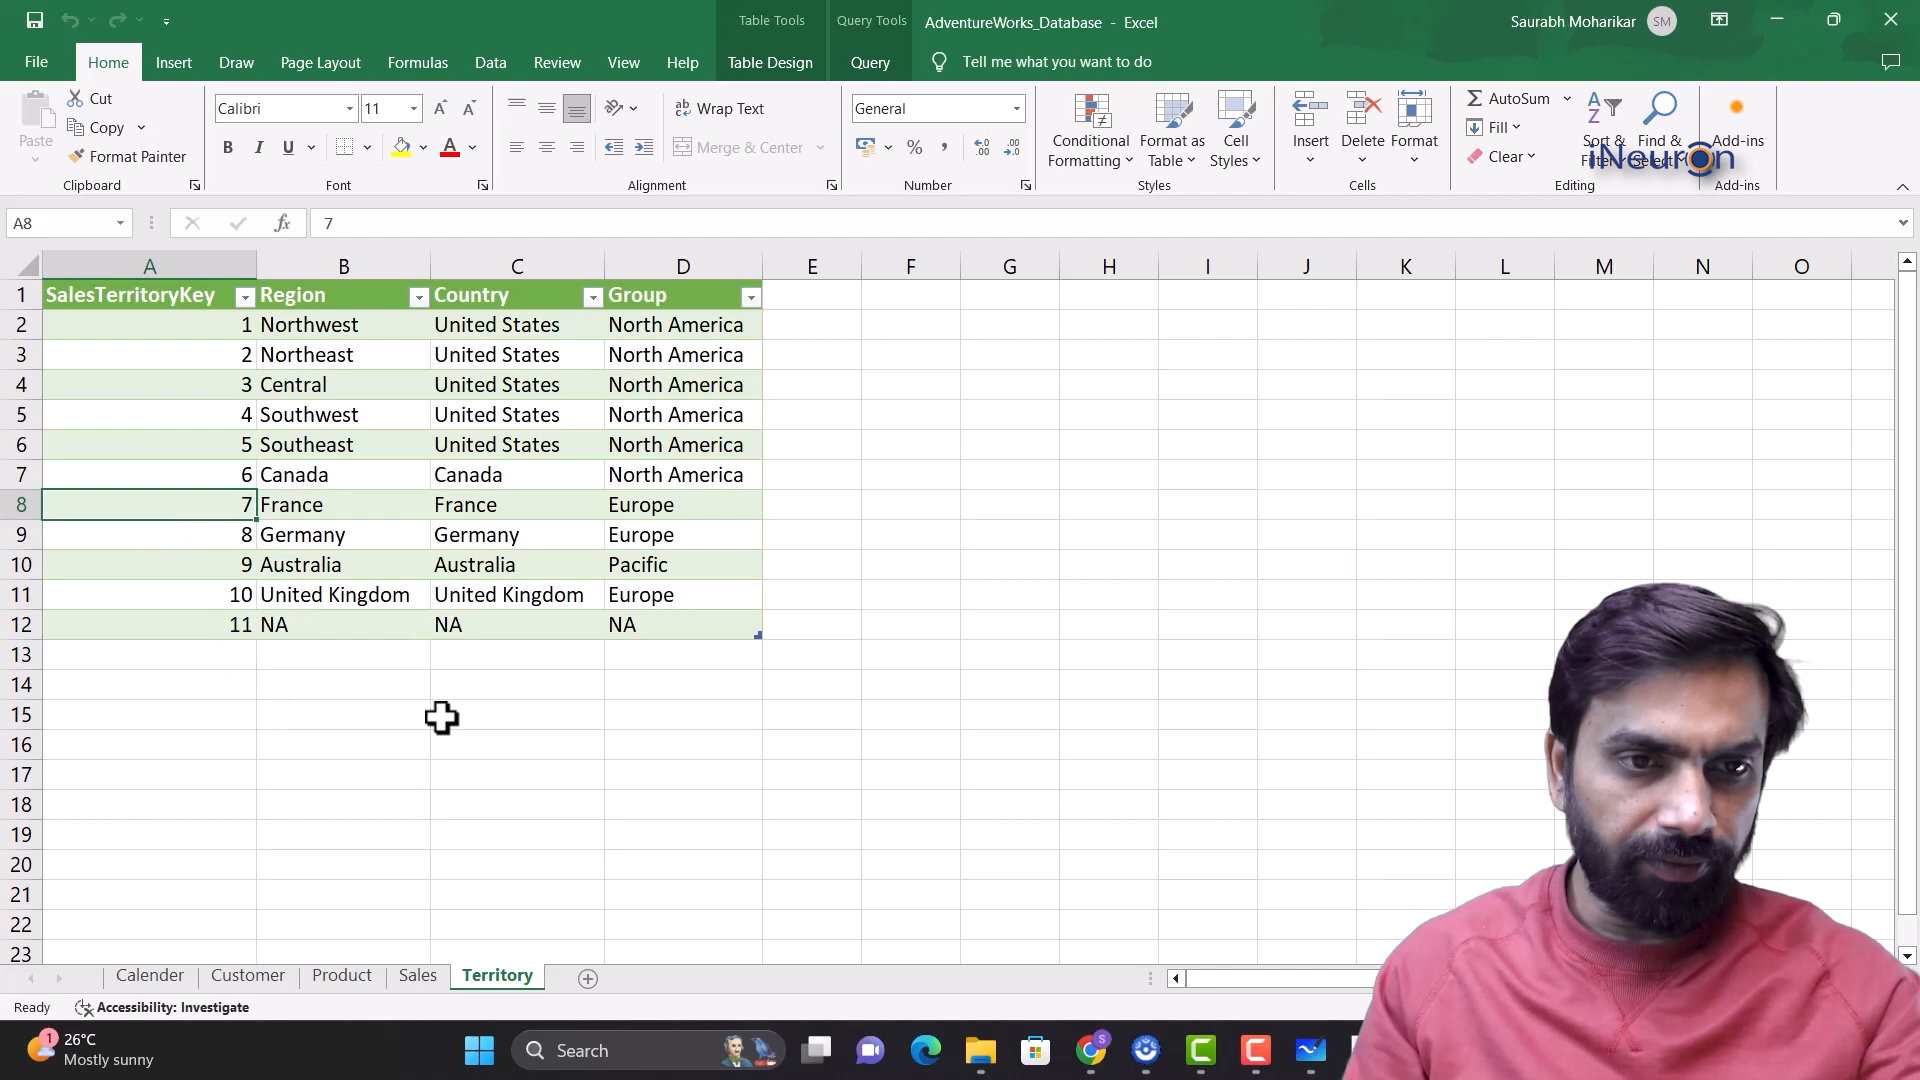 Table Tools
Query Tools
AdventureWorks_Database - Excel
Saurabh Moharikar
SM
File
Home
Insert
Draw
Page Layout
Formulas
Data
Review
View
Help
Table Design
Query
Tell me what you want to do
Paste
Cut
Copy
Format Painter
Clipboard
Calibri
11
B I U
Font
Wrap Text
Merge & Center
Alignment
General
%
Number
Conditional Formatting
Format as Table
Cell Styles
Styles
Insert
Delete
Format
Cells
AutoSum
Fill
Clear
Sort &
Find &
Editing
Add-ins
Add-ins
iNeuron
A8
fx
7
A B C D E F G H I J K L M N O
1 SalesTerritoryKey Region Country Group
2 1 Northwest United States North America
3 2 Northeast United States North America
4 3 Central United States North America
5 4 Southwest United States North America
6 5 Southeast United States North America
7 6 Canada Canada North America
8 7 France France Europe
9 8 Germany Germany Europe
10 9 Australia Australia Pacific
11 10 United Kingdom United Kingdom Europe
12 11 NA NA NA
13
14
15
16
17
18
19
20
21
22
23
Calender
Customer
Product
Sales
Territory
Ready
Accessibility: Investigate
1
26°C
Mostly sunny
Search
S